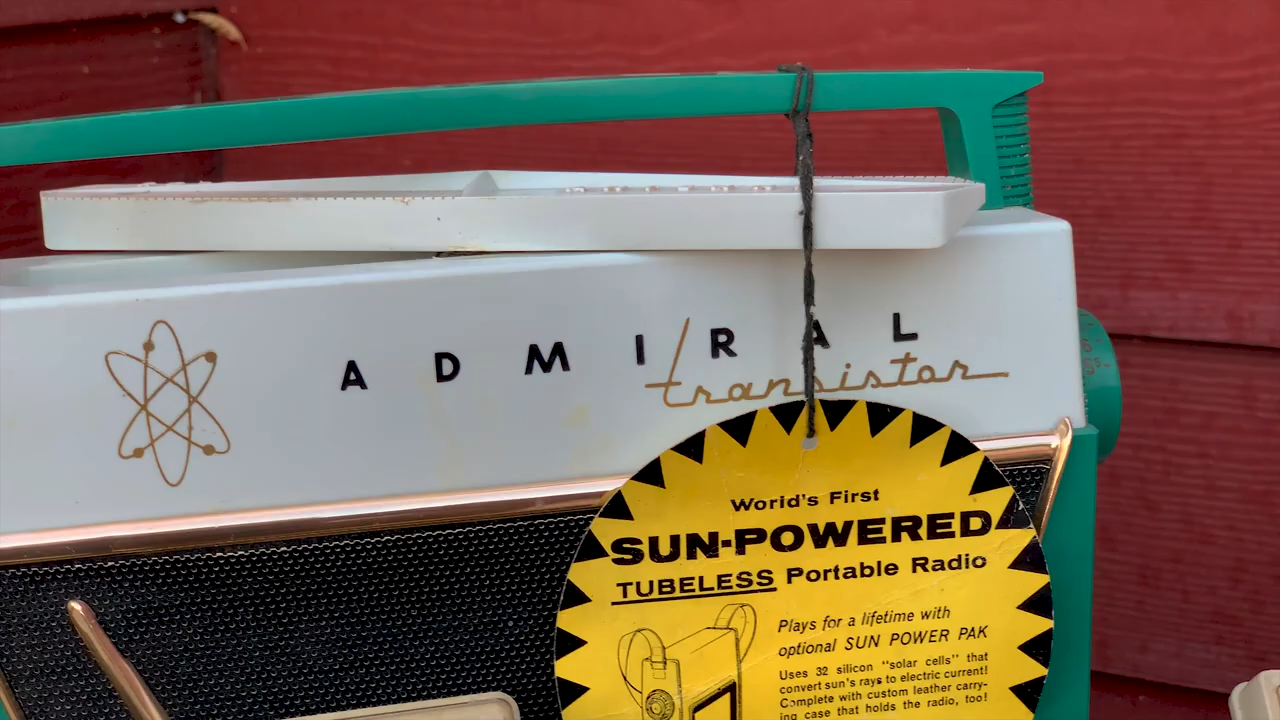 ADMIRAL
transistor
World's First
SUN-POWERED
TUBELESS Portable Radio
Plays for a lifetime with
optional SUN POWER PAK
Uses 32 silicon "solar cells" that
convert sun's rays to electric current!
Complete with custom leather carry-
ing case that holds the radio, too!